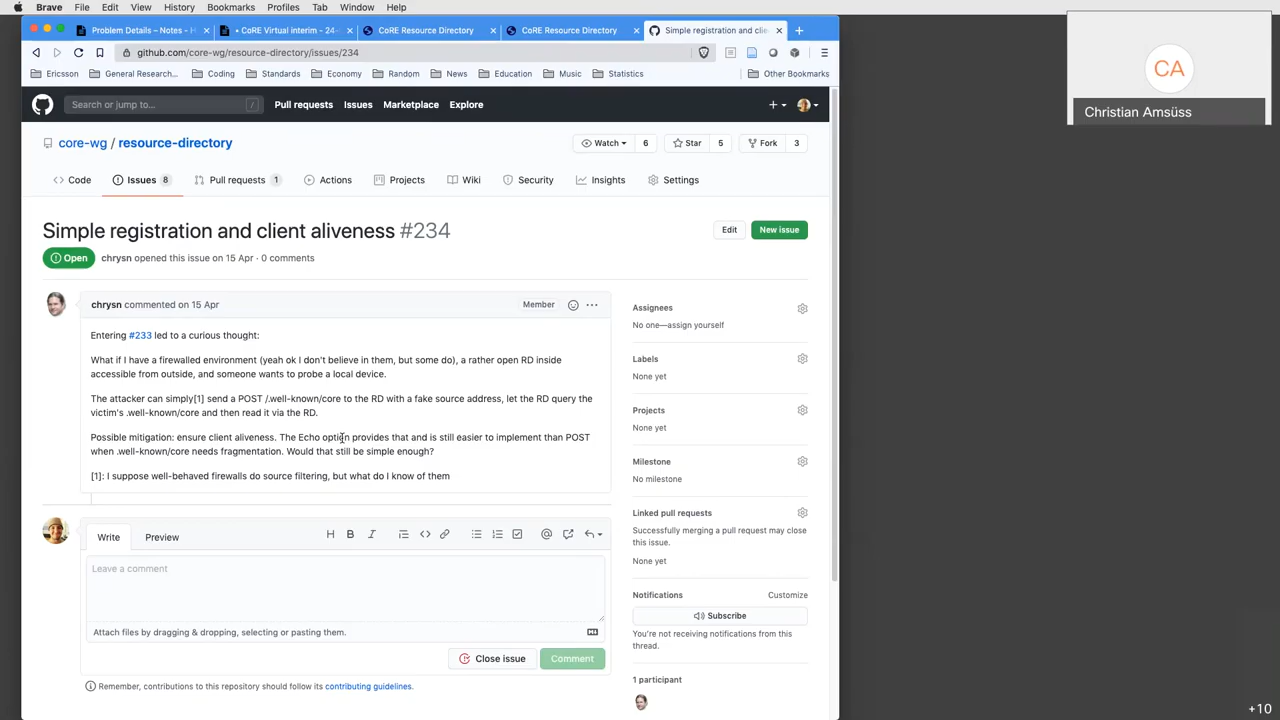 Brave File Edit View History Bookmarks Profiles Tab Window Help
Problem Details – Notes - H
• CoRE Virtual interim - 24-
CoRE Resource Directory
CoRE Resource Directory
Simple registration and clie
github.com/core-wg/resource-directory/issues/234
Ericsson General Research... Coding Standards Economy Random News Education Music Statistics Other Bookmarks
Search or jump to... /
Pull requests Issues Marketplace Explore
core-wg / resource-directory
Watch 6 Star 5 Fork 3
Code Issues 8 Pull requests 1 Actions Projects Wiki Security Insights Settings
Simple registration and client aliveness #234
Edit New issue
Open chrysn opened this issue on 15 Apr · 0 comments
chrysn commented on 15 Apr Member
Entering #233 led to a curious thought:
What if I have a firewalled environment (yeah ok I don't believe in them, but some do), a rather open RD inside
accessible from outside, and someone wants to probe a local device.
The attacker can simply[1] send a POST /.well-known/core to the RD with a fake source address, let the RD query the
victim's .well-known/core and then read it via the RD.
Possible mitigation: ensure client aliveness. The Echo option provides that and is still easier to implement than POST
when .well-known/core needs fragmentation. Would that still be simple enough?
[1]: I suppose well-behaved firewalls do source filtering, but what do I know of them
Write Preview
Leave a comment
Attach files by dragging & dropping, selecting or pasting them.
Close issue Comment
Remember, contributions to this repository should follow its contributing guidelines.
Assignees
No one—assign yourself
Labels
None yet
Projects
None yet
Milestone
No milestone
Linked pull requests
Successfully merging a pull request may close
this issue.
None yet
Notifications Customize
Subscribe
You're not receiving notifications from this
thread.
1 participant
CA
Christian Amsüss
+10